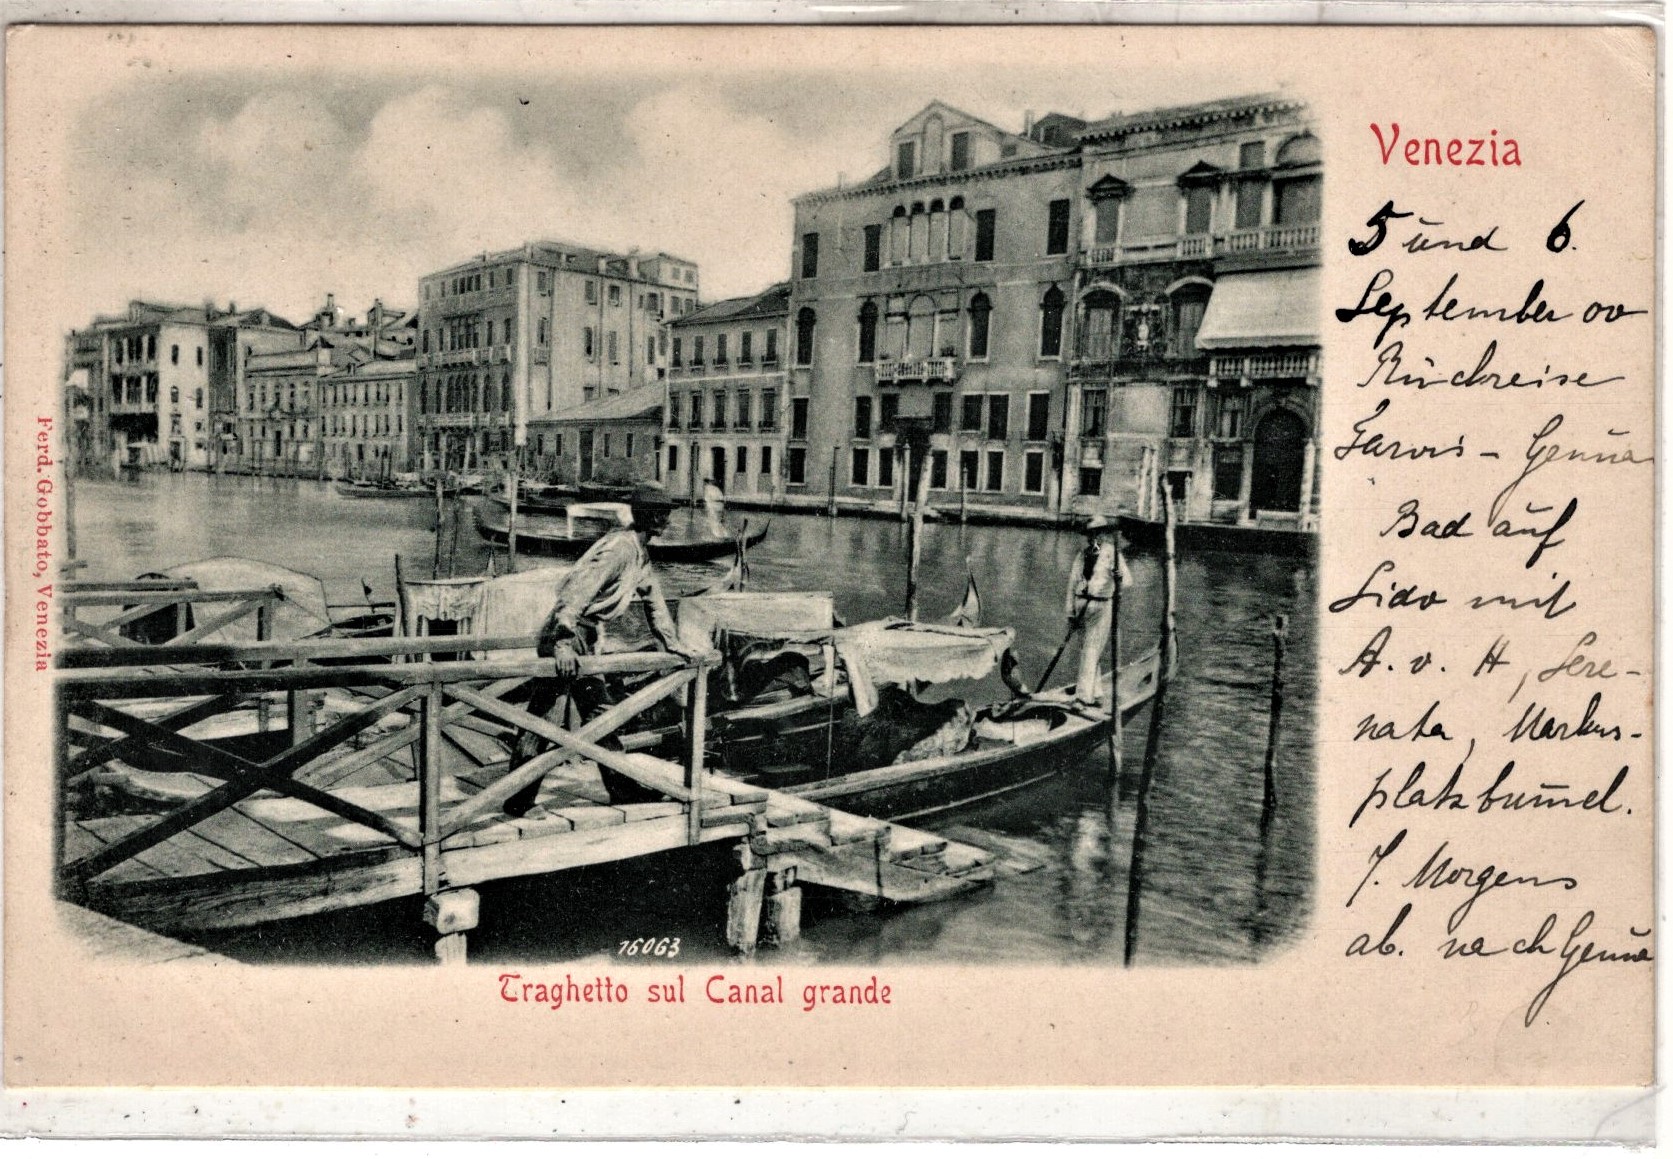 Venezia
5 und 6.
September 00
Rückreise
Tarvis - Genua
Bad auf
Lido mit
A. v. H, Sere-
nata, Markus-
platzbummel.
7. Morgens
ab. nach Genua
Ferd. Gobbato, Venezia
16063
Traghetto sul Canal grande